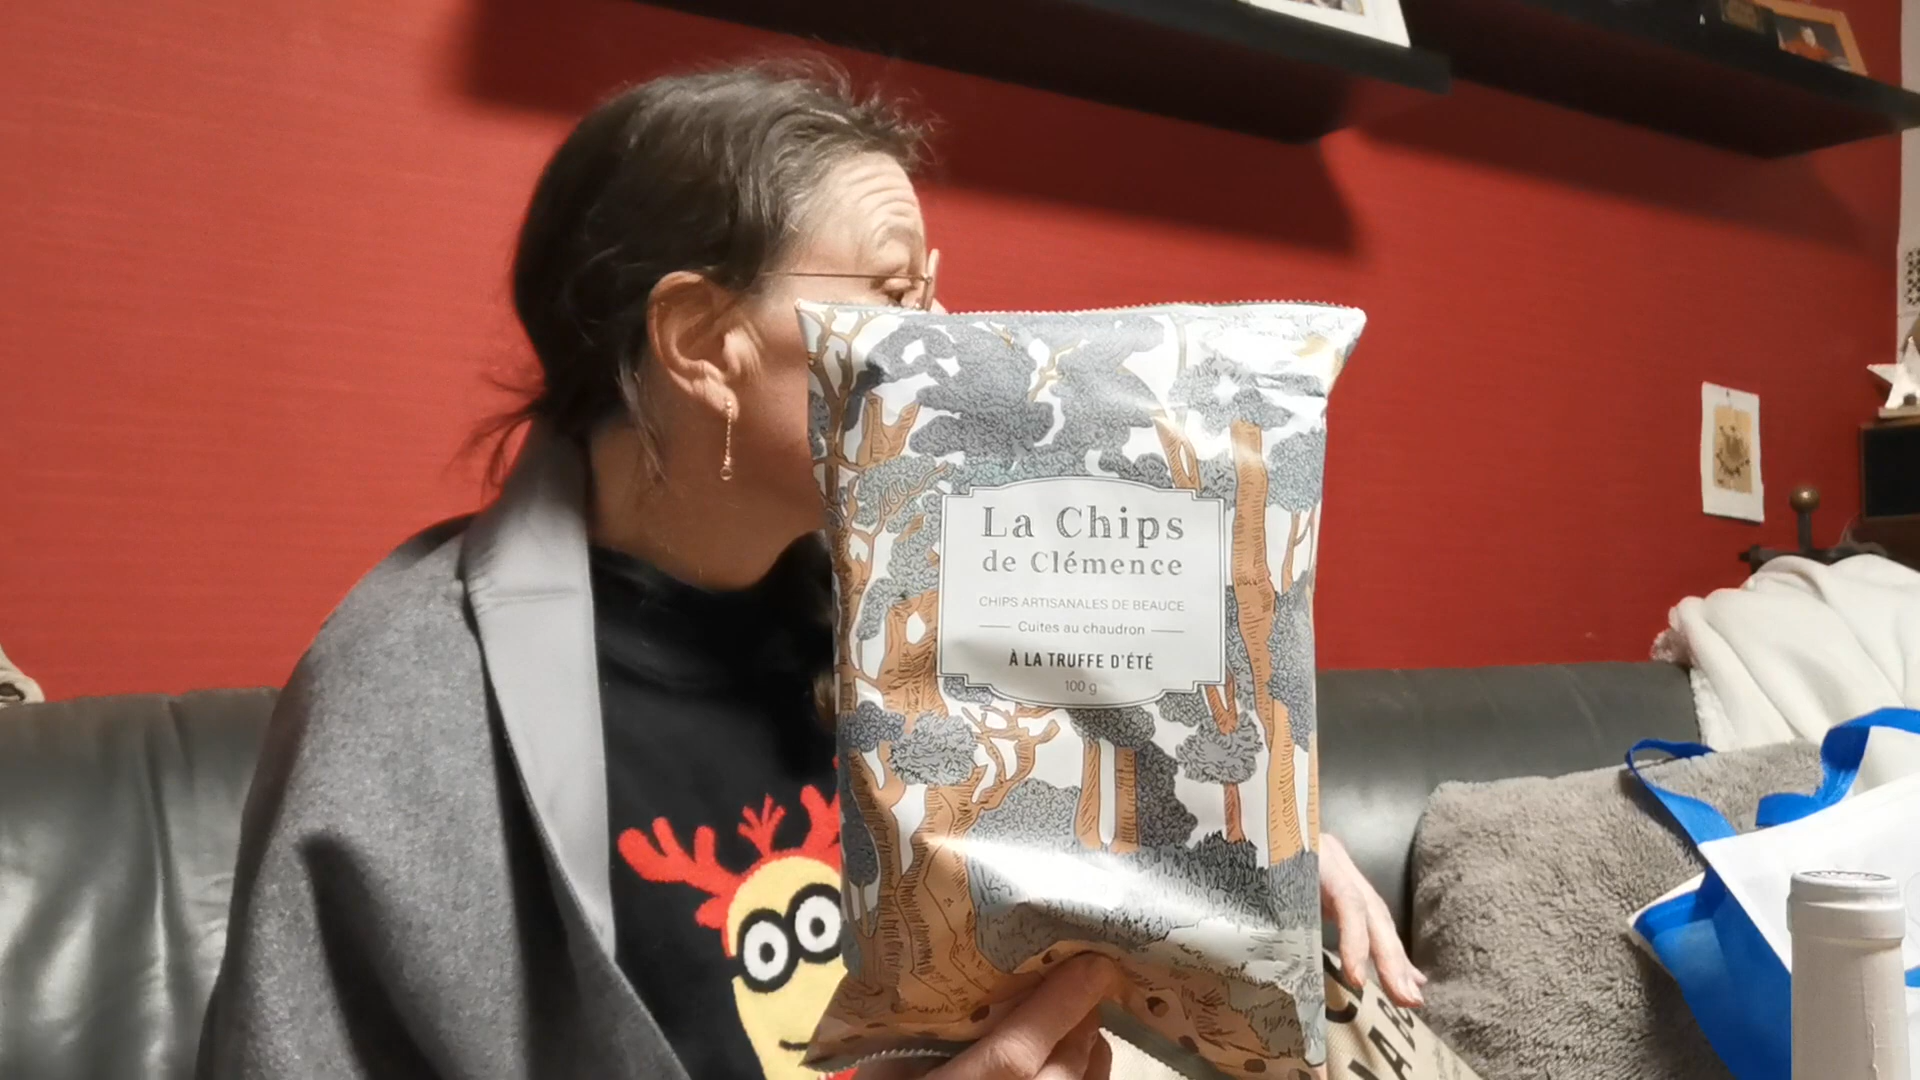 La Chips
de Clémence
CHIPS ARTISANALES DE BEAUCE
Cuites au chaudron
À LA TRUFFE D'ÉTÉ
100 g